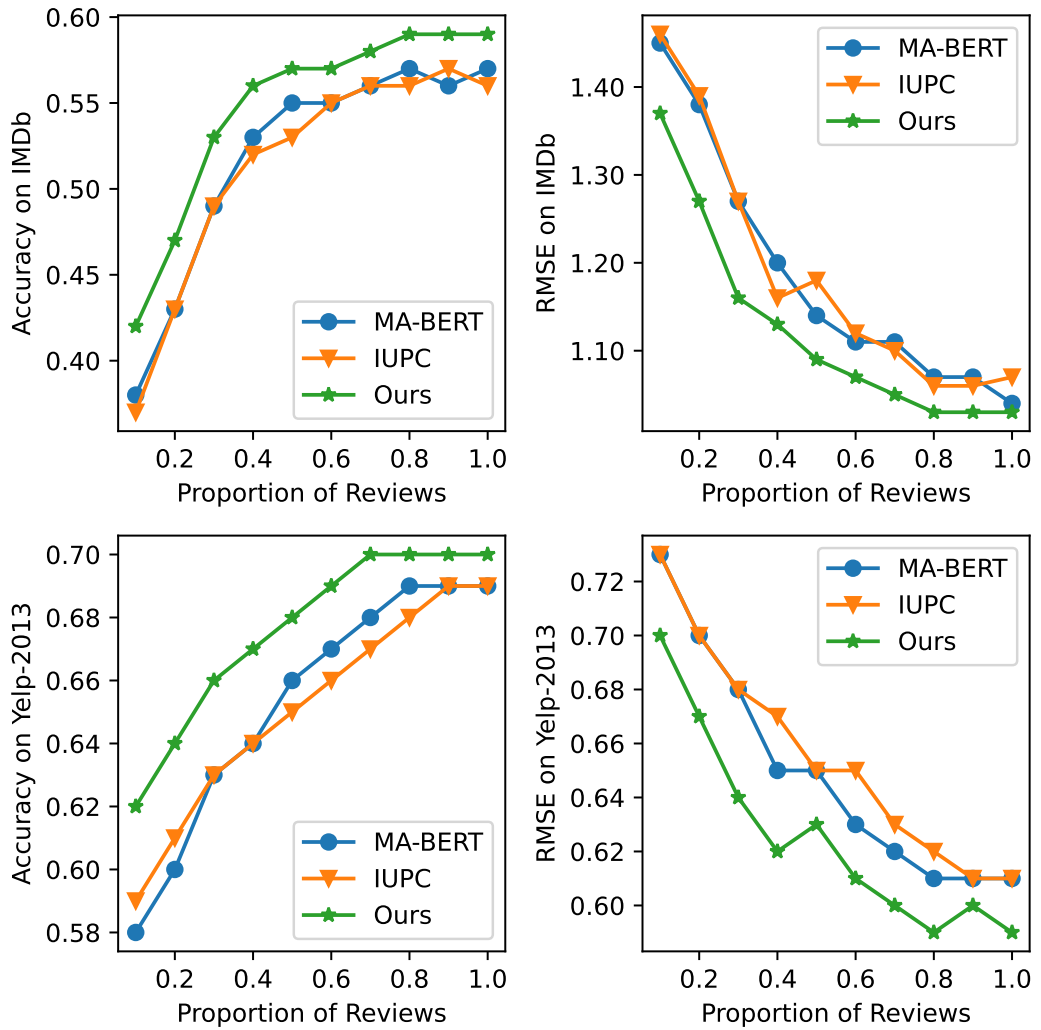 Accuracy on IMDb
0.60
0.55
0.50
0.45
0.40
0.2 0.4 0.6 0.8 1.0
Proportion of Reviews
MA-BERT
IUPC
Ours
RMSE on IMDb
1.40
1.30
1.20
1.10
0.2 0.4 0.6 0.8 1.0
Proportion of Reviews
MA-BERT
IUPC
Ours
Accuracy on Yelp-2013
0.70
0.68
0.66
0.64
0.62
0.60
0.58
0.2 0.4 0.6 0.8 1.0
Proportion of Reviews
MA-BERT
IUPC
Ours
RMSE on Yelp-2013
0.72
0.70
0.68
0.66
0.64
0.62
0.60
0.2 0.4 0.6 0.8 1.0
Proportion of Reviews
MA-BERT
IUPC
Ours